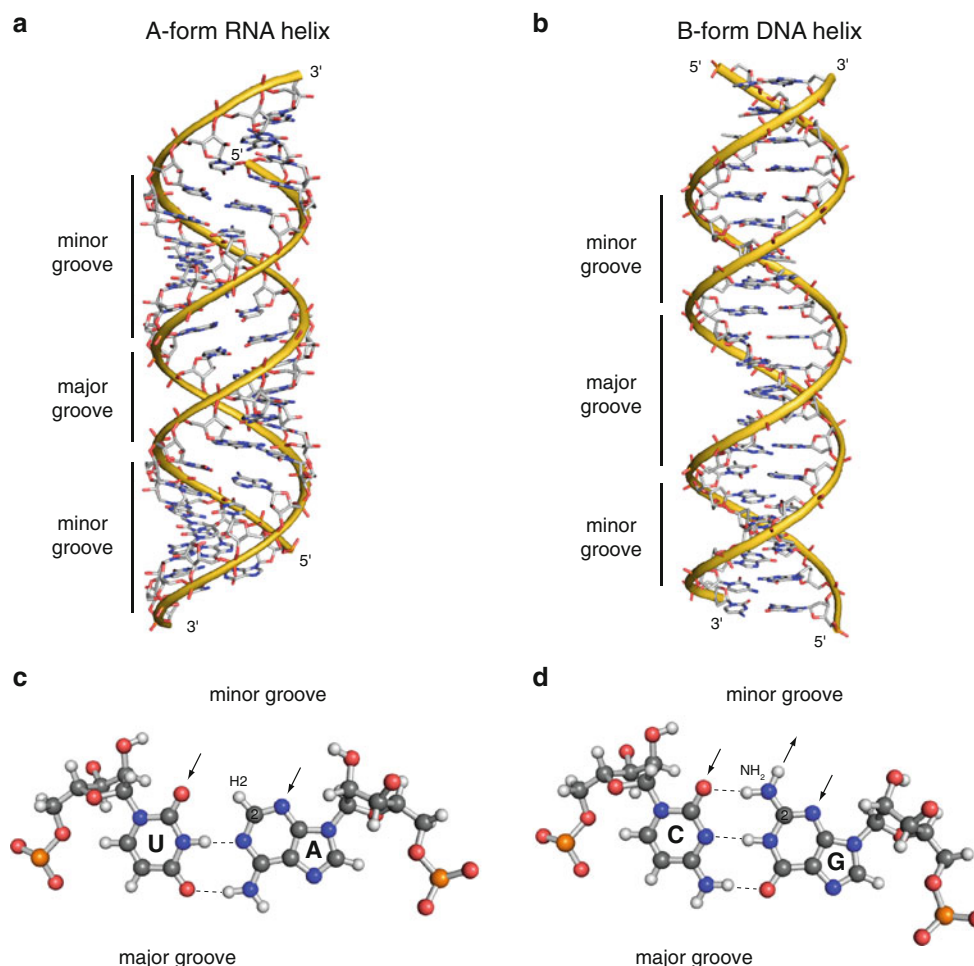 a
A-form RNA helix
3'
5'
minor
groove
major
groove
minor
groove
5'
3'
b
B-form DNA helix
5'
3'
minor
groove
major
groove
minor
groove
3'
5'
c
minor groove
H2
2
U
A
major groove
d
minor groove
NH₂
2
C
G
major groove